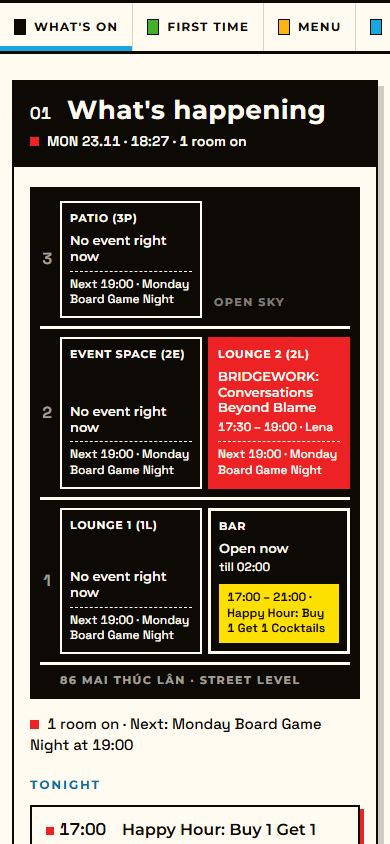 WHAT'S ON
FIRST TIME
MENU
01 What's happening
MON 23.11 · 18:27 · 1 room on
3
PATIO (3P)
No event right
now
Next 19:00 · Monday
Board Game Night
OPEN SKY
2
EVENT SPACE (2E)
No event right
now
Next 19:00 · Monday
Board Game Night
LOUNGE 2 (2L)
BRIDGEWORK:
Conversations
Beyond Blame
17:30 – 19:00 · Lena
Next 19:00 · Monday
Board Game Night
1
LOUNGE 1 (1L)
No event right
now
Next 19:00 · Monday
Board Game Night
BAR
Open now
till 02:00
17:00 – 21:00 ·
Happy Hour: Buy
1 Get 1 Cocktails
86 MAI THÚC LÂN · STREET LEVEL
1 room on · Next: Monday Board Game
Night at 19:00
TONIGHT
17:00 Happy Hour: Buy 1 Get 1